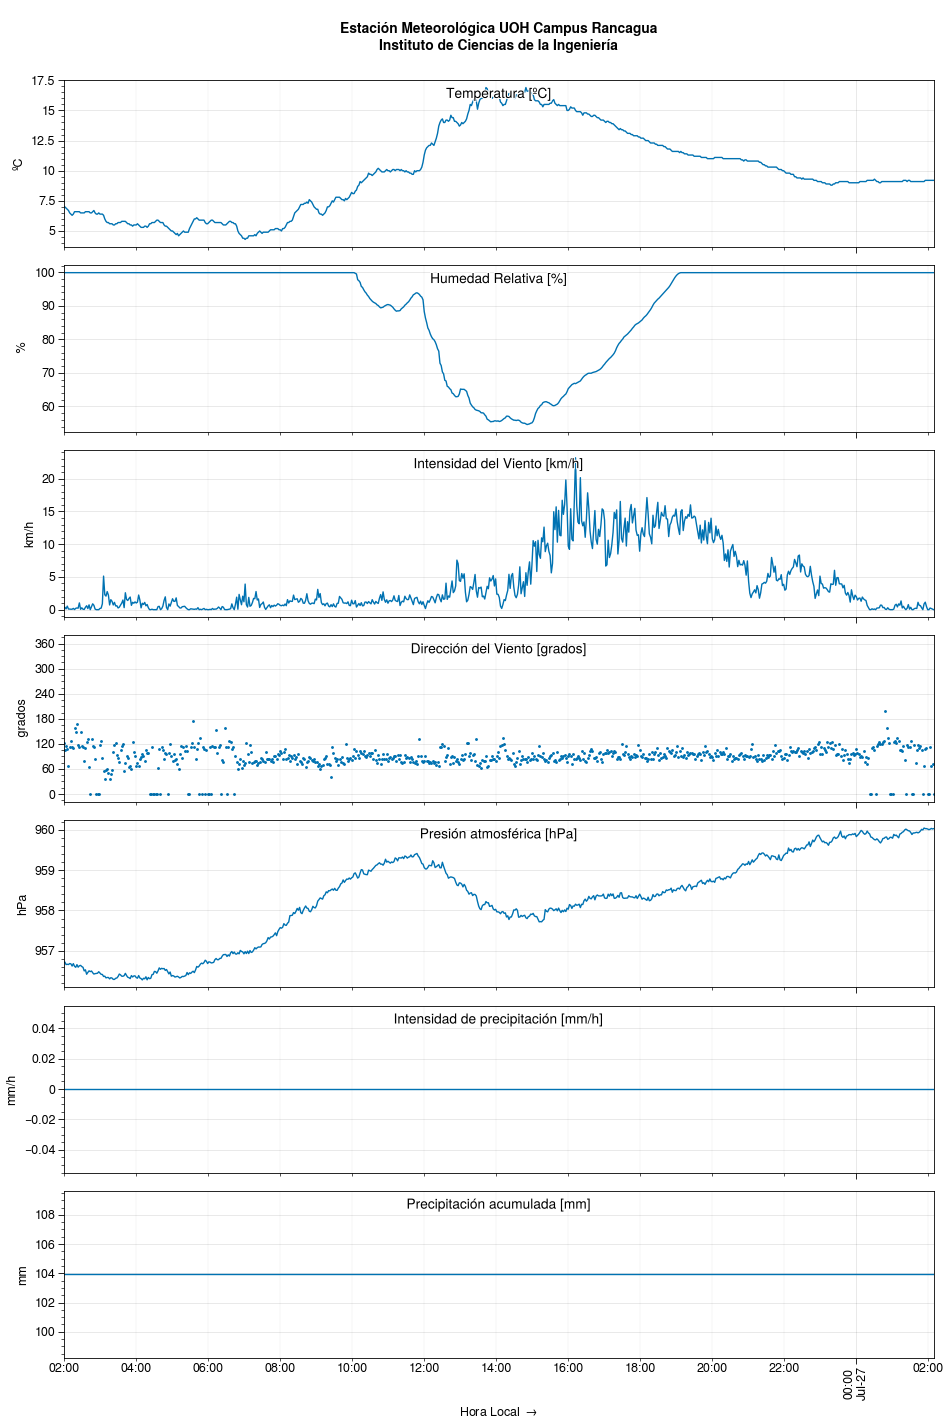 Estación Meteorológica UOH Campus Rancagua
Instituto de Ciencias de la Ingeniería
Temperatura [ºC]
17.5
15
12.5
10
7.5
5
ºC
Humedad Relativa [%]
100
90
80
70
60
%
Intensidad del Viento [km/h]
20
15
10
5
0
km/h
Dirección del Viento [grados]
360
300
240
180
120
60
0
grados
Presión atmosférica [hPa]
960
959
958
957
hPa
Intensidad de precipitación [mm/h]
0.04
0.02
0
−0.02
−0.04
mm/h
Precipitación acumulada [mm]
108
106
104
102
100
mm
02:00 04:00 06:00 08:00 10:00 12:00 14:00 16:00 18:00 20:00 22:00 00:00 02:00
Jul-27
Hora Local →